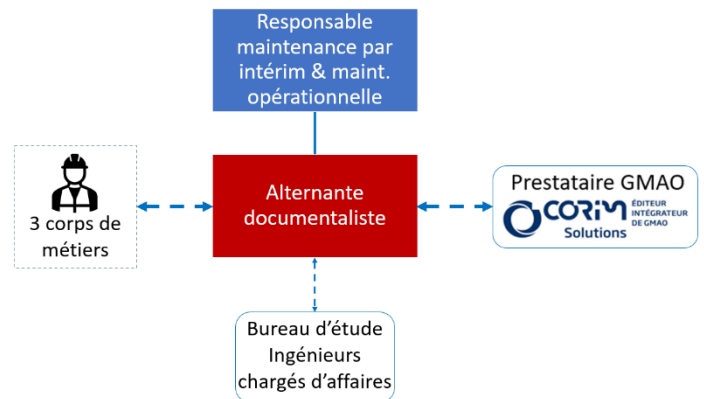 Responsable
maintenance par
intérim & maint.
opérationnelle
3 corps de
métiers
Alternante
documentaliste
Prestataire GMAO
CORIM
ÉDITEUR
INTÉGRATEUR
DE GMAO
Solutions
Bureau d’étude
Ingénieurs
chargés d’affaires